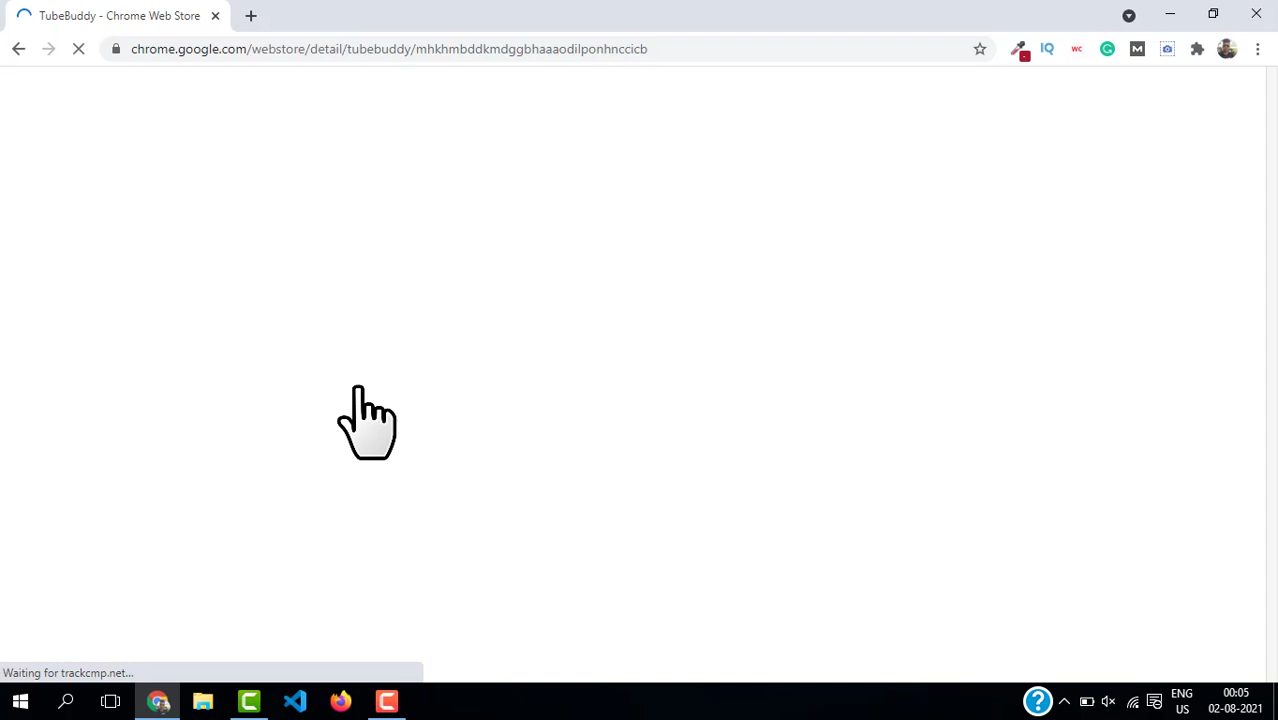 TubeBuddy - Chrome Web Store
chrome.google.com/webstore/detail/tubebuddy/mhkhmbddkmdggbhaaaodilponhnccicb
IQ
WC
G
M
Waiting for trackcmp.net...
ENG
US
00:05
02-08-2021